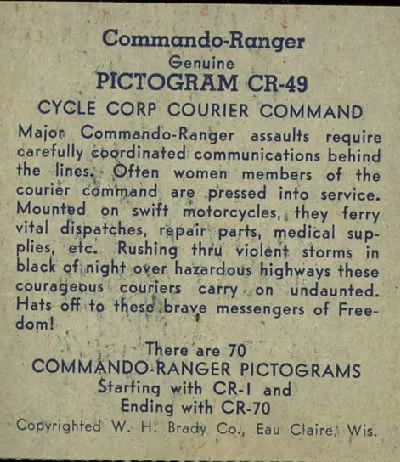 Commando-Ranger
Genuine
PICTOGRAM CR-49
CYCLE CORP COURIER COMMAND
Major Commando-Ranger assaults require
carefully coordinated communications behind
the lines. Often women members of the
courier command are pressed into service.
Mounted on swift motorcycles, they ferry
vital dispatches, repair parts, medical sup-
plies, etc. Rushing thru violent storms in
black of night over hazardous highways these
courageous couriers carry on undaunted.
Hats off to these brave messengers of Free-
dom!
There are 70
COMMANDO-RANGER PICTOGRAMS
Starting with CR-1 and
Ending with CR-70
Copyrighted W. H. Brady Co., Eau Claire, Wis.